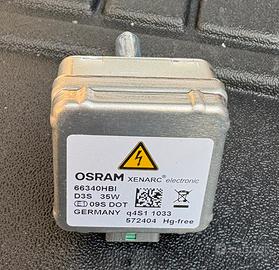 OSRAM XENARC® electronic
66340HBI
D3S 35W
09S DOT
GERMANY q4S1 1033
572404 Hg-free